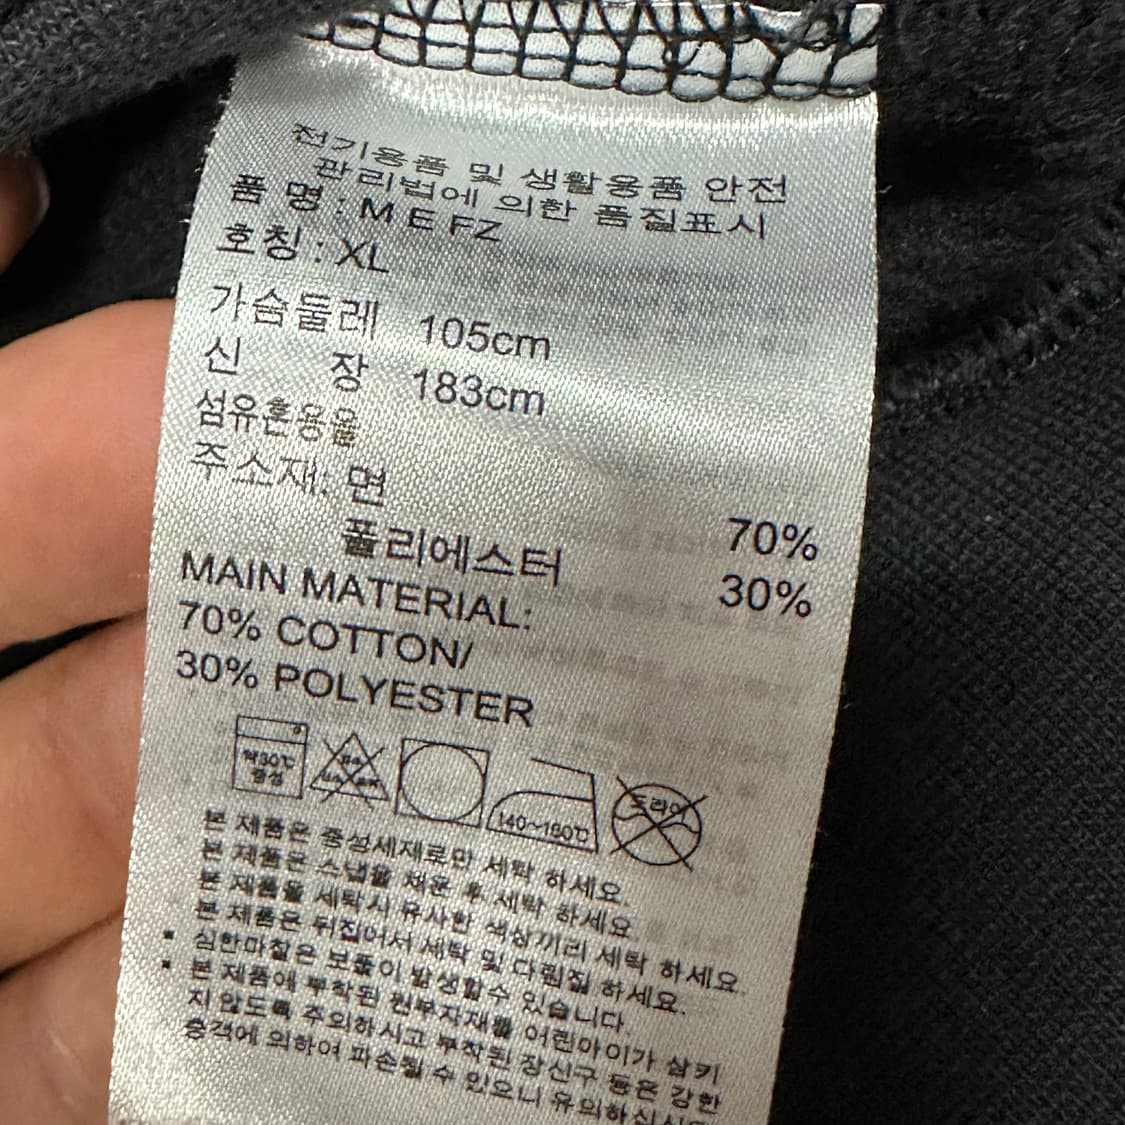 전기용품 및 생활용품 안전
관리법에 의한 품질표시
품 명 : M E FZ
호칭 : XL
가슴둘레 105cm
신 장 183cm
섬유혼용율
주소재: 면 70%
폴리에스터 30%
MAIN MATERIAL:
70% COTTON/
30% POLYESTER
약30℃ 중성
140~160℃
드라이
본 제품은 중성세제로만 세탁 하세요.
본 제품은 스냅을 채운 후 세탁 하세요
본 제품을 세탁시 유사한 색상끼리 세탁 하세요.
본 제품은 뒤집어서 세탁 및 다림질 하세요.
▪ 심한마찰은 보풀이 발생할수 있습니다.
▪ 본 제품에 부착된 원부자재를 어린아이가 삼키
지 않도록 주의하시고 부착된 장신구 등은 강한
충격에 의하여 파손될 수 있으니 유의하십시오